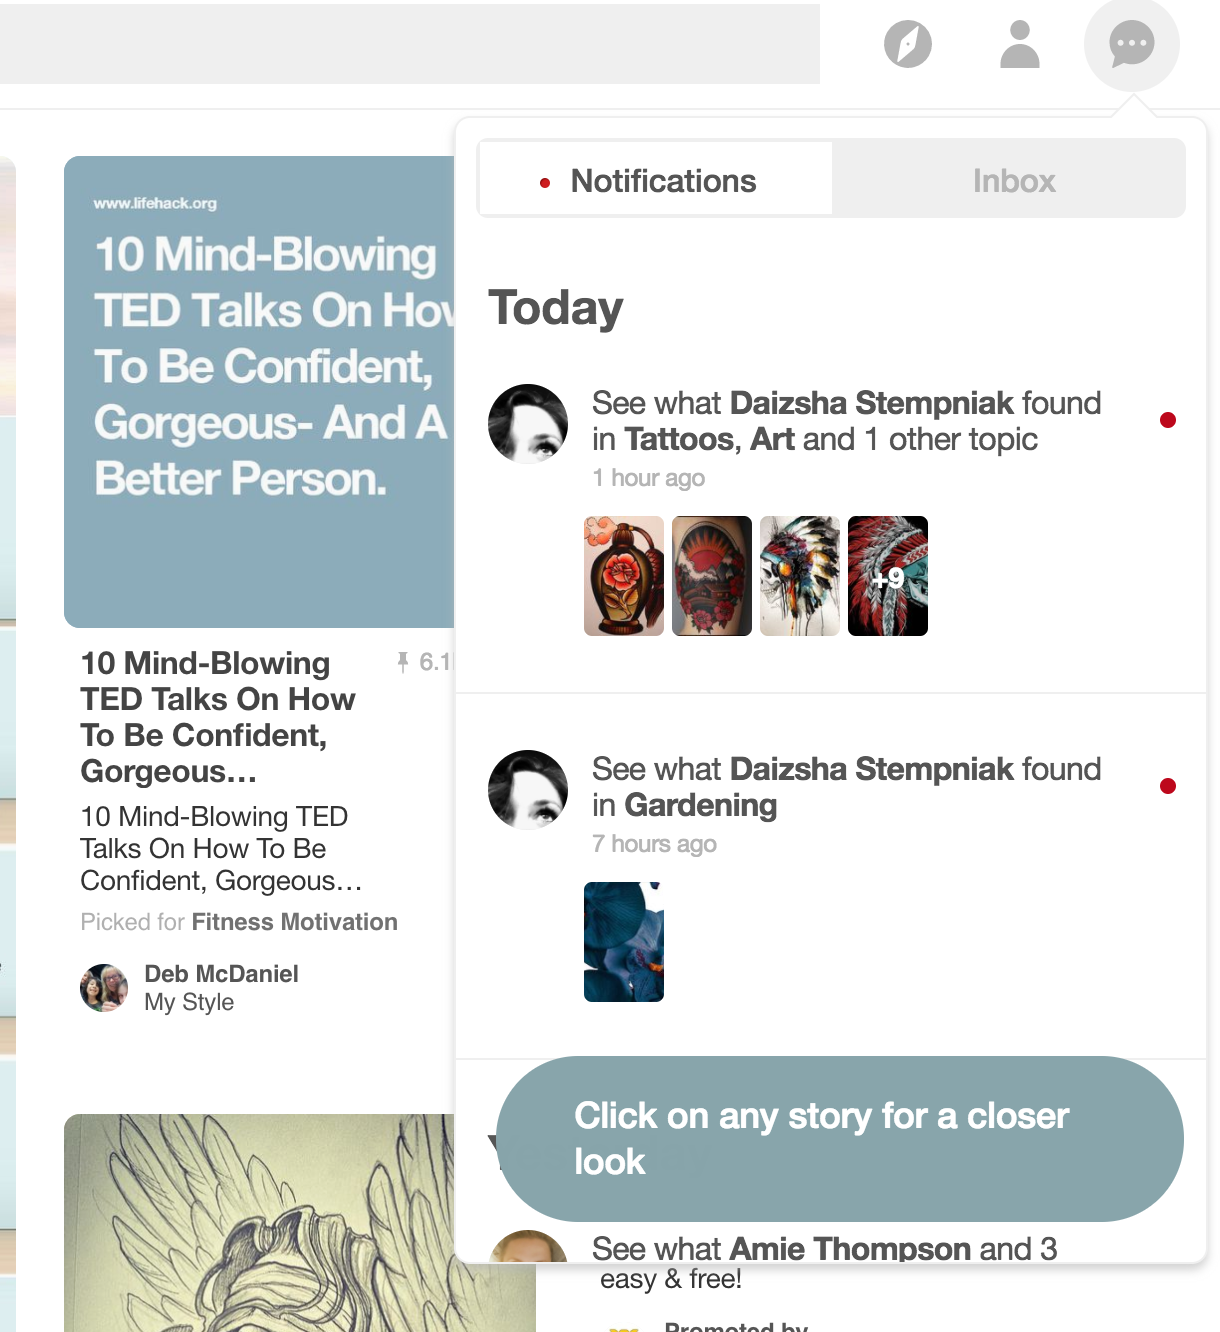 Notifications
Inbox
www.lifehack.org
10 Mind-Blowing
TED Talks On How
To Be Confident,
Gorgeous- And A
Better Person.
10 Mind-Blowing
TED Talks On How
To Be Confident,
Gorgeous...
6.1
10 Mind-Blowing TED
Talks On How To Be
Confident, Gorgeous...
Picked for Fitness Motivation
Deb McDaniel
My Style
Today
See what Daizsha Stempniak found
in Tattoos, Art and 1 other topic
1 hour ago
+9
See what Daizsha Stempniak found
in Gardening
7 hours ago
Click on any story for a closer
look
See what Amie Thompson and 3
easy & free!
Promoted by